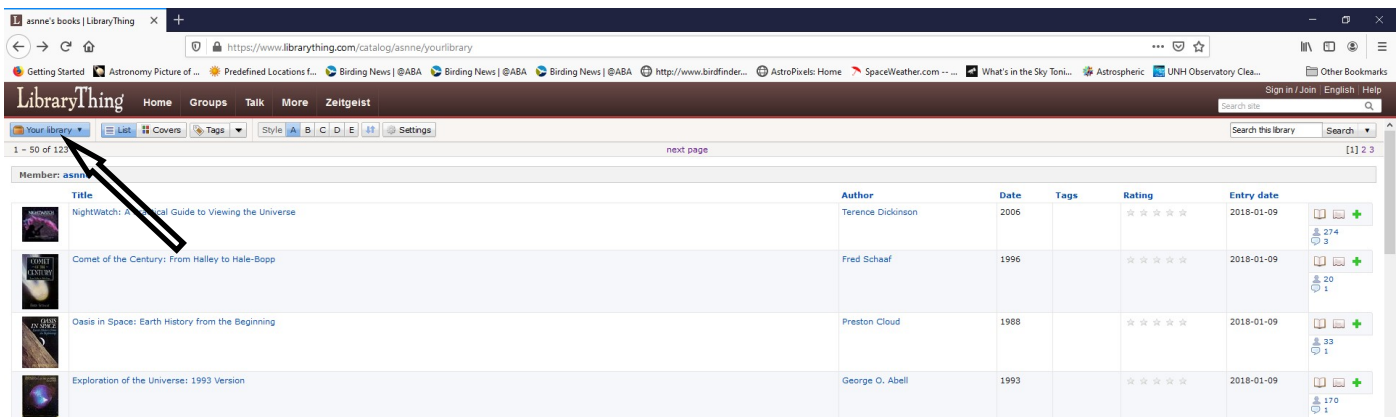 asnne's books | LibraryThing
https://www.librarything.com/catalog/asnne/yourlibrary
Getting Started Astronomy Picture of ... Predefined Locations f... Birding News | @ABA Birding News | @ABA Birding News | @ABA http://www.birdfinder... AstroPixels: Home SpaceWeather.com -- ... What's in the Sky Toni... Astrospheric UNH Observatory Clea... Other Bookmarks
Sign in / Join English Help
LibraryThing Home Groups Talk More Zeitgeist Search site
Your library List Covers Tags Style A B C D E Settings Search this library Search
1 – 50 of 123 next page [1] 2 3
Member: asnne
Title Author Date Tags Rating Entry date
NightWatch: A Practical Guide to Viewing the Universe Terence Dickinson 2006 2018-01-09
274
3
Comet of the Century: From Halley to Hale-Bopp Fred Schaaf 1996 2018-01-09
20
1
Oasis in Space: Earth History from the Beginning Preston Cloud 1988 2018-01-09
33
1
Exploration of the Universe: 1993 Version George O. Abell 1993 2018-01-09
170
1